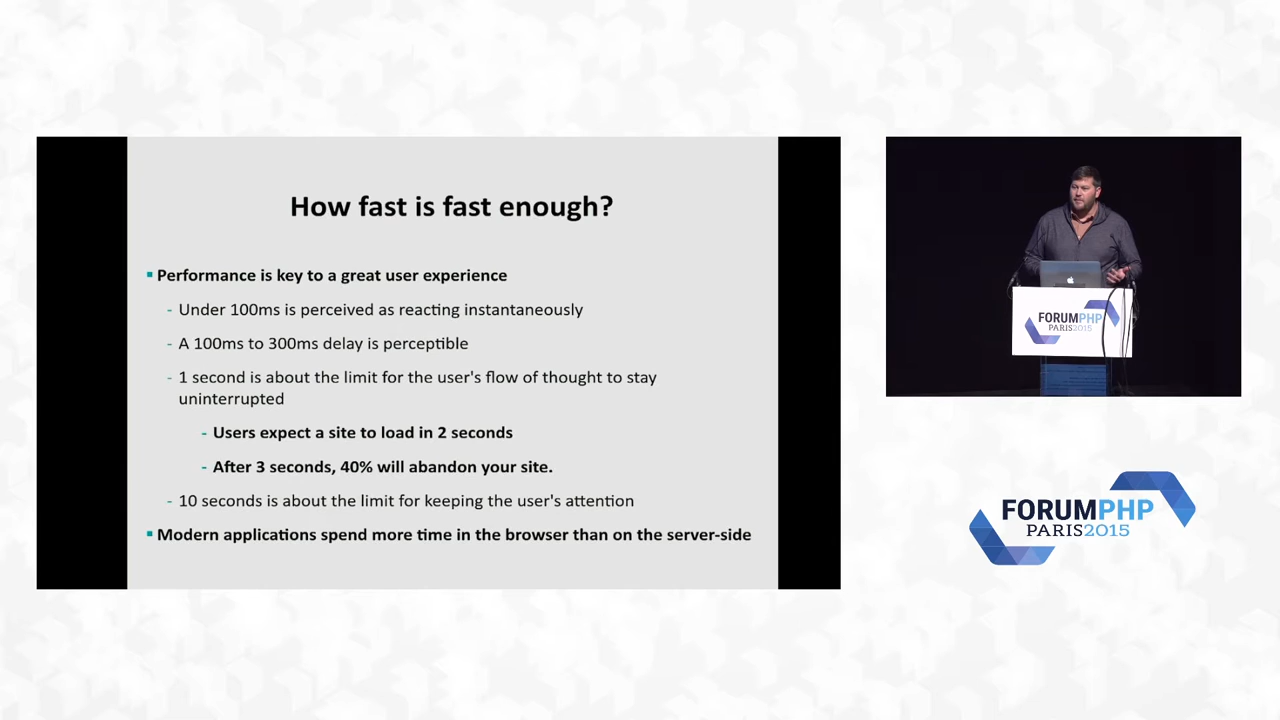 How fast is fast enough?
▪ Performance is key to a great user experience
- Under 100ms is perceived as reacting instantaneously
- A 100ms to 300ms delay is perceptible
- 1 second is about the limit for the user's flow of thought to stay
uninterrupted
- Users expect a site to load in 2 seconds
- After 3 seconds, 40% will abandon your site.
- 10 seconds is about the limit for keeping the user's attention
▪ Modern applications spend more time in the browser than on the server-side
FORUMPHP
PARIS2015
FORUMPHP
PARIS2015